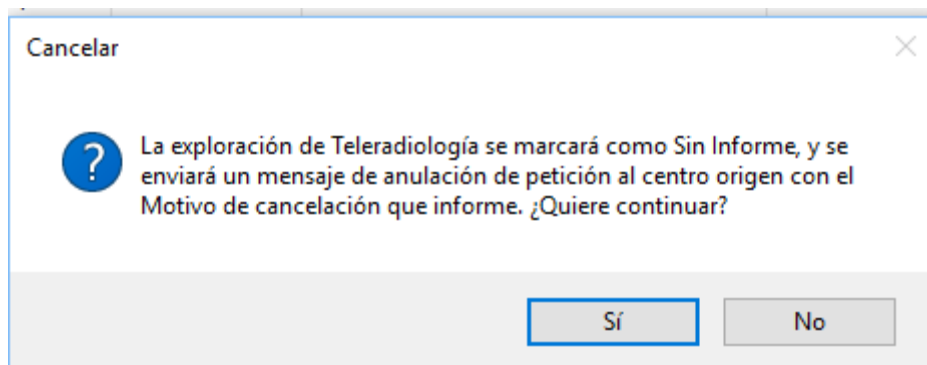 Cancelar
La exploración de Teleradiología se marcará como Sin Informe, y se
enviará un mensaje de anulación de petición al centro origen con el
Motivo de cancelación que informe. ¿Quiere continuar?
Sí
No